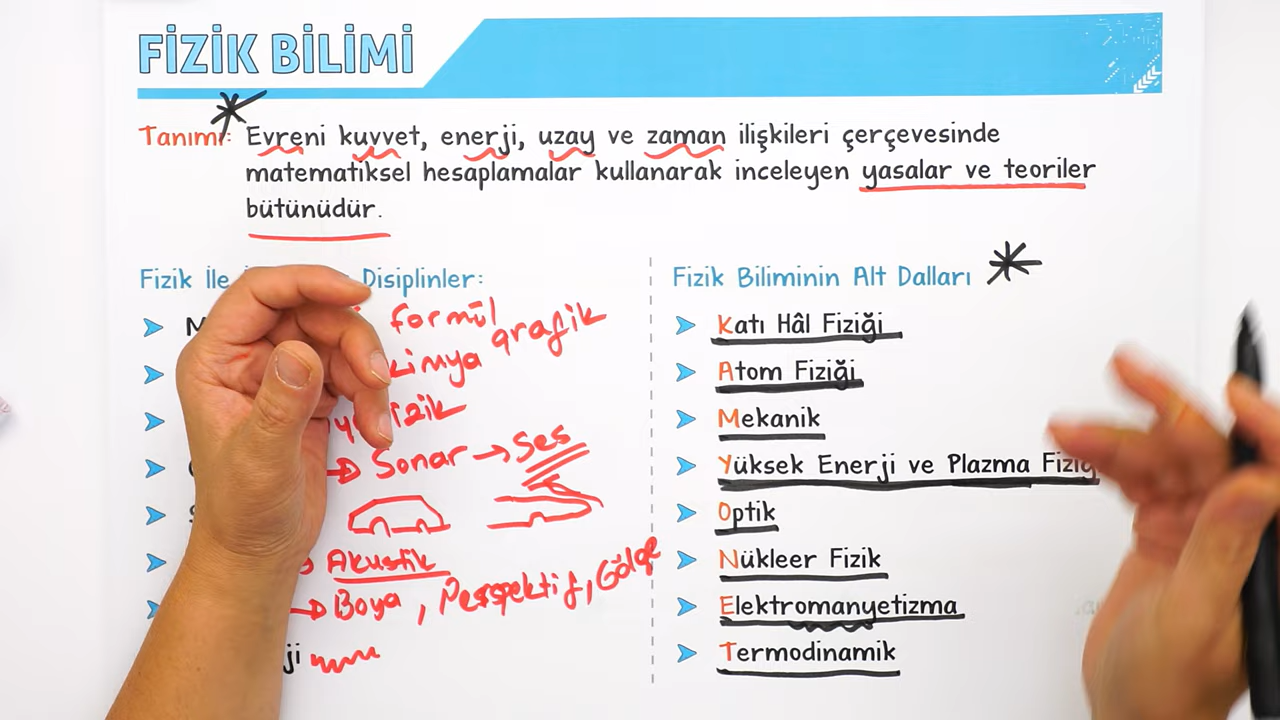 FİZİK BİLİMİ
Tanımı: Evreni kuvvet, enerji, uzay ve zaman ilişkileri çerçevesinde
matematiksel hesaplamalar kullanarak inceleyen yasalar ve teoriler
bütünüdür.
Fizik İle Disiplinler:
formül
grafik
kimya
Sonar → Ses
Akustik
Boya, Perspektif, Gölge
Fizik Biliminin Alt Dalları
Katı Hâl Fiziği
Atom Fiziği
Mekanik
Yüksek Enerji ve Plazma
Optik
Nükleer Fizik
Elektromanyetizma
Termodinamik